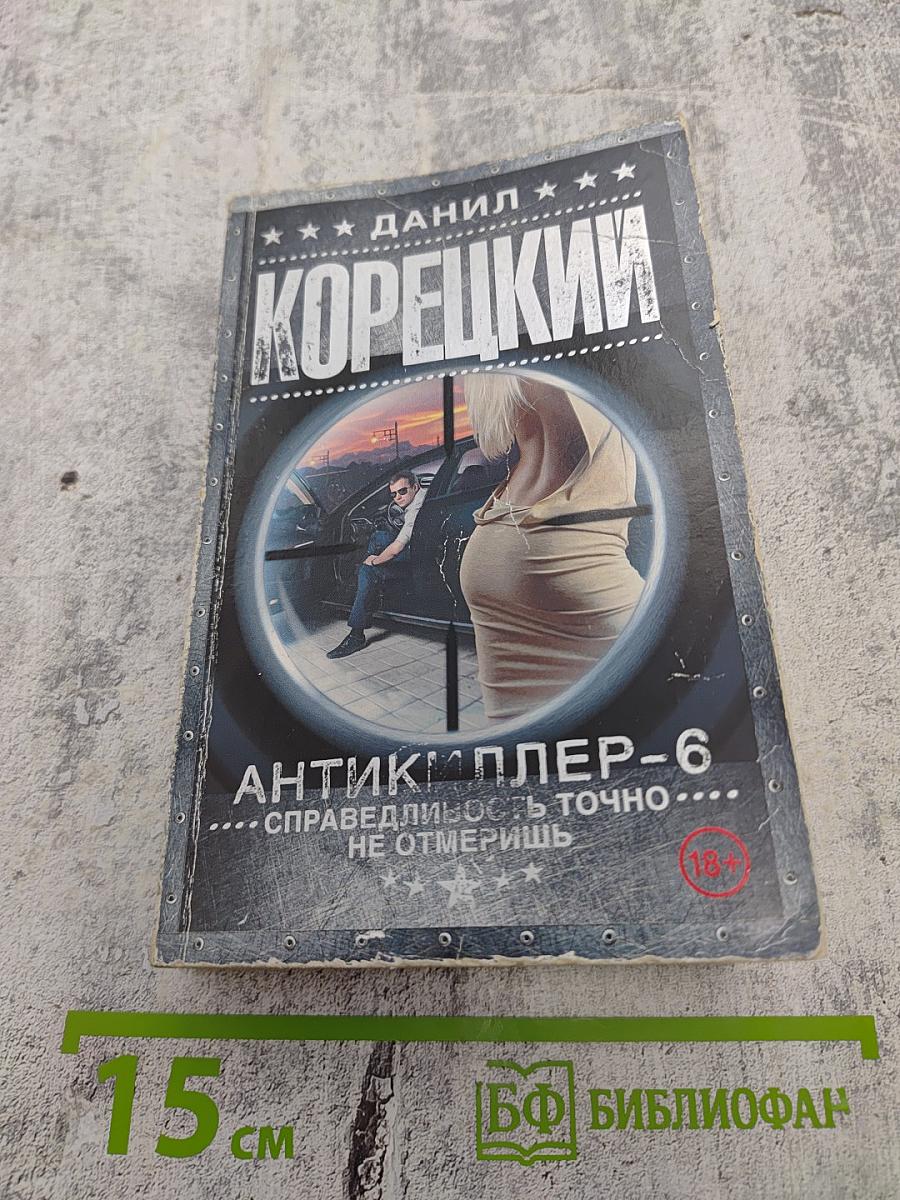 ★★★ ДАНИЛ ★★★
КОРЕЦКИЙ
АНТИКИЛЛЕР-6
СПРАВЕДЛИВОСТЬ ТОЧНО
НЕ ОТМЕРИШЬ
18+
15 см
БФ БИБЛИОФАН